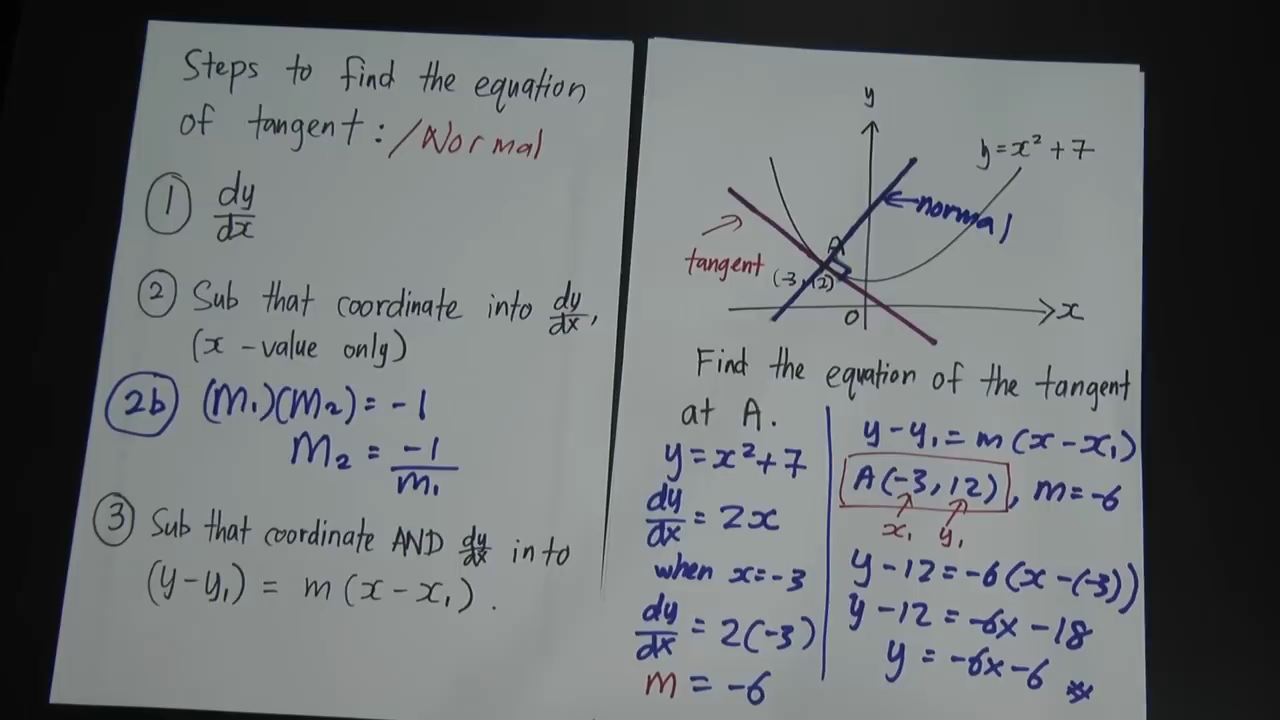 Steps to find the equation
of tangent: /Normal
① dy/dx
② Sub that coordinate into dy/dx,
(x - value only)
2b (m₁)(m₂) = -1
m₂ = -1/m₁
③ Sub that coordinate AND dy/dx into
(y-y₁) = m(x-x₁).
y
y=x²+7
normal
tangent
A
(-3,12)
O
x
Find the equation of the tangent
at A.
y=x²+7
dy/dx = 2x
when x=-3
dy/dx = 2(-3)
m = -6
y-y₁=m(x-x₁)
A(-3,12), m=-6
x₁ y₁
y-12=-6(x-(-3))
y-12=-6x-18
y=-6x-6